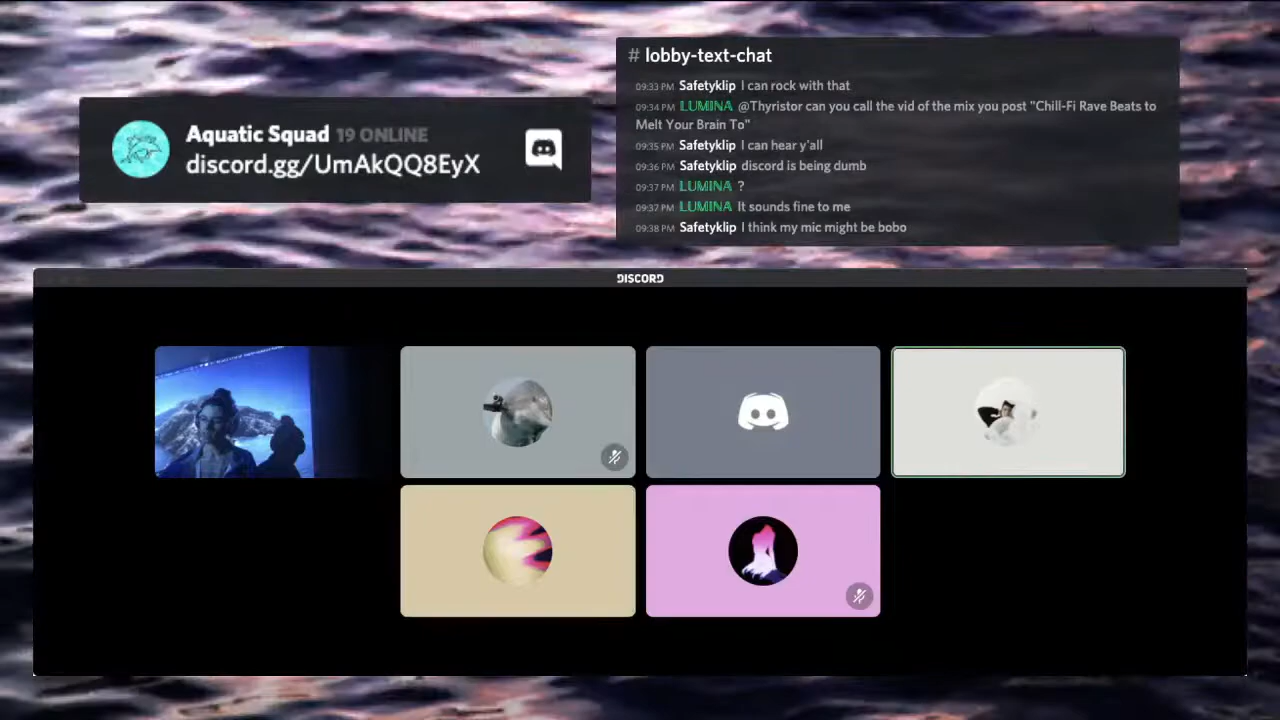 Aquatic Squad 19 ONLINE
discord.gg/UmAkQQ8EyX
# lobby-text-chat
09:33 PM Safetyklip I can rock with that
09:34 PM LUMINA @Thyristor can you call the vid of the mix you post "Chill-Fi Rave Beats to
Melt Your Brain To"
09:35 PM Safetyklip I can hear y'all
09:36 PM Safetyklip discord is being dumb
09:37 PM LUMINA ?
09:37 PM LUMINA It sounds fine to me
09:38 PM Safetyklip I think my mic might be bobo
DISCORD